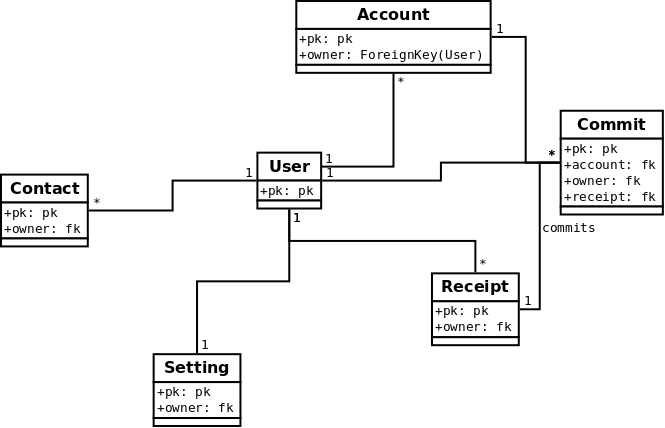 Account
+pk: pk
+owner: ForeignKey(User)
1
*
Commit
+pk: pk
+account: fk
+owner: fk
+receipt: fk
*
commits
User
+pk: pk
1
1
1
1
Contact
+pk: pk
+owner: fk
*
Receipt
+pk: pk
+owner: fk
*
1
Setting
+pk: pk
+owner: fk
1